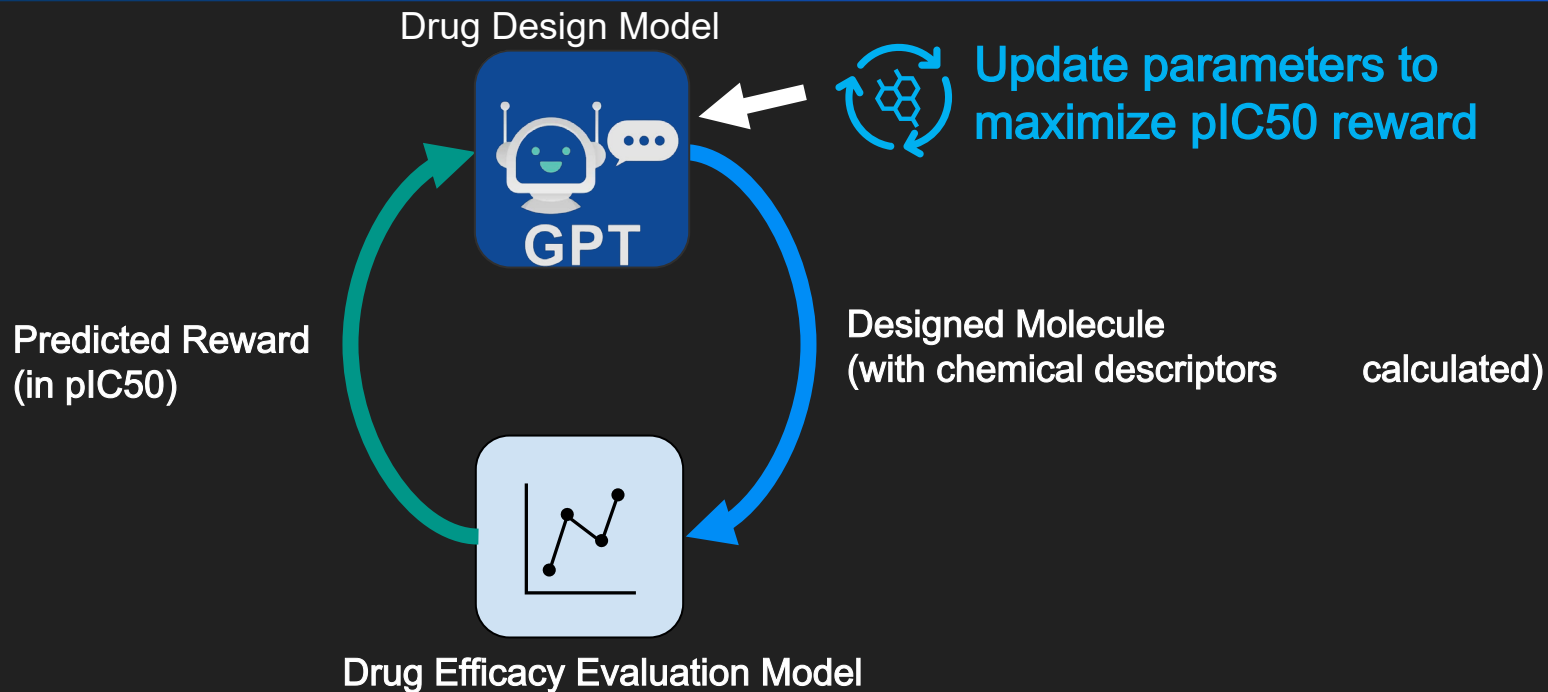 Drug Design Model
Update parameters to
maximize pIC50 reward
GPT
Predicted Reward
(in pIC50)
Designed Molecule
(with chemical descriptors calculated)
Drug Efficacy Evaluation Model